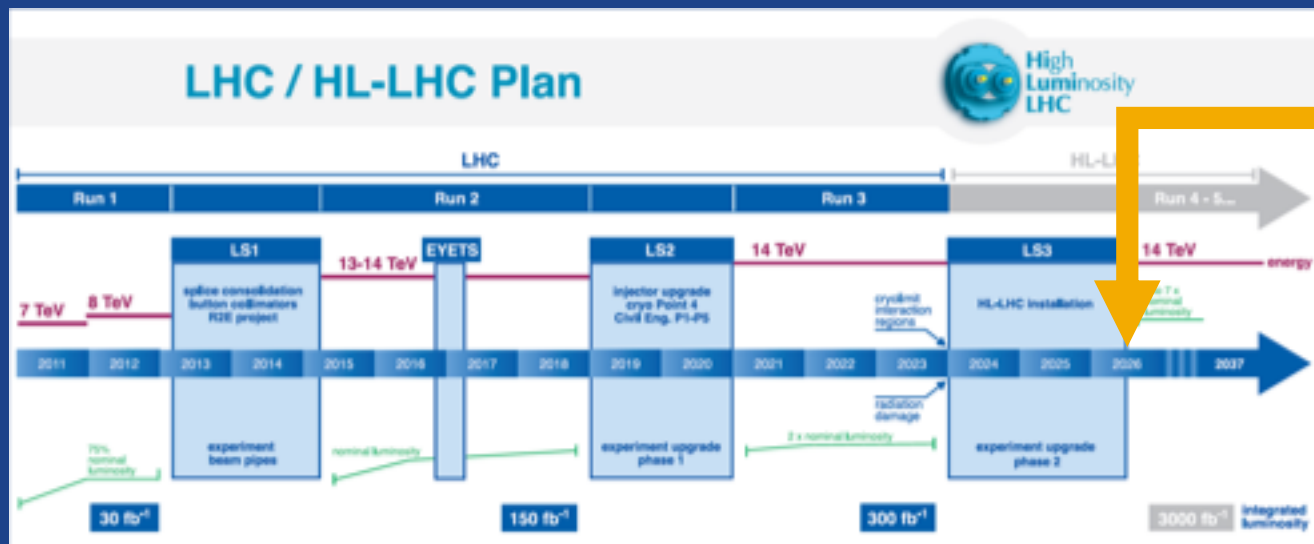 LHC / HL-LHC Plan
High
Luminosity
LHC
LHC
Run 1
Run 2
Run 3
Run 4 - 5...
LS1
EYETS
LS2
LS3
7 TeV
8 TeV
13-14 TeV
14 TeV
14 TeV
energy
splice consolidation
button collimators
R2E project
injector upgrade
cryo Point 4
Civil Eng. P1-P5
cryolimit
interaction
regions
HL-LHC installation
2011
2012
2013
2014
2015
2016
2017
2018
2019
2020
2021
2022
2023
2024
2025
2026
2037
radiation
damage
75%
nominal
luminosity
experiment
beam pipes
nominal luminosity
experiment upgrade
phase 1
2 x nominal luminosity
experiment upgrade
phase 2
30 fb⁻¹
150 fb⁻¹
300 fb⁻¹
3000 fb⁻¹
integrated
luminosity